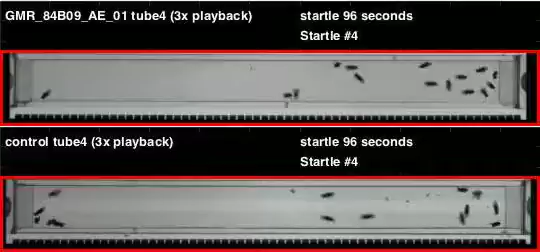 GMR_84B09_AE_01 tube4 (3x playback) startle 96 seconds
Startle #4
control tube4 (3x playback) startle 96 seconds
Startle #4